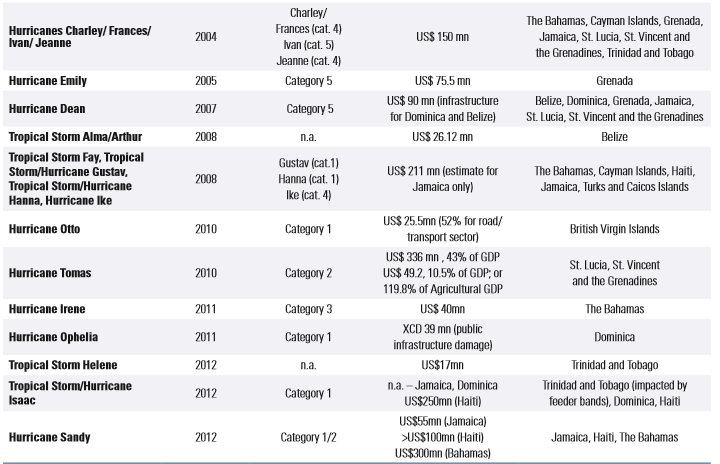 Hurricanes Charley/ Frances/
Ivan/ Jeanne
2004
Charley/
Frances (cat. 4)
Ivan (cat. 5)
Jeanne (cat. 4)
US$ 150 mn
The Bahamas, Cayman Islands, Grenada,
Jamaica, St. Lucia, St. Vincent and
the Grenadines, Trinidad and Tobago
Hurricane Emily
2005
Category 5
US$ 75.5 mn
Grenada
Hurricane Dean
2007
Category 5
US$ 90 mn (infrastructure
for Dominica and Belize)
Belize, Dominica, Grenada, Jamaica,
St. Lucia, St. Vincent and the Grenadines
Tropical Storm Alma/Arthur
2008
n.a.
US$ 26.12 mn
Belize
Tropical Storm Fay, Tropical
Storm/Hurricane Gustav,
Tropical Storm/Hurricane
Hanna, Hurricane Ike
2008
Gustav (cat.1)
Hanna (cat. 1)
Ike (cat. 4)
US$ 211 mn (estimate for
Jamaica only)
The Bahamas, Cayman Islands, Haiti,
Jamaica, Turks and Caicos Islands
Hurricane Otto
2010
Category 1
US$ 25.5mn (52% for road/
transport sector)
British Virgin Islands
Hurricane Tomas
2010
Category 2
US$ 336 mn , 43% of GDP
US$ 49.2, 10.5% of GDP; or
119.8% of Agricultural GDP
St. Lucia, St. Vincent
and the Grenadines
Hurricane Irene
2011
Category 3
US$ 40mn
The Bahamas
Hurricane Ophelia
2011
Category 1
XCD 39 mn (public
infrastructure damage)
Dominica
Tropical Storm Helene
2012
n.a.
US$17mn
Trinidad and Tobago
Tropical Storm/Hurricane
Isaac
2012
Category 1
n.a. – Jamaica, Dominica
US$250mn (Haiti)
Trinidad and Tobago (impacted by
feeder bands), Dominica, Haiti
Hurricane Sandy
2012
Category 1/2
US$55mn (Jamaica)
>US$100mn (Haiti)
US$300mn (Bahamas)
Jamaica, Haiti, The Bahamas